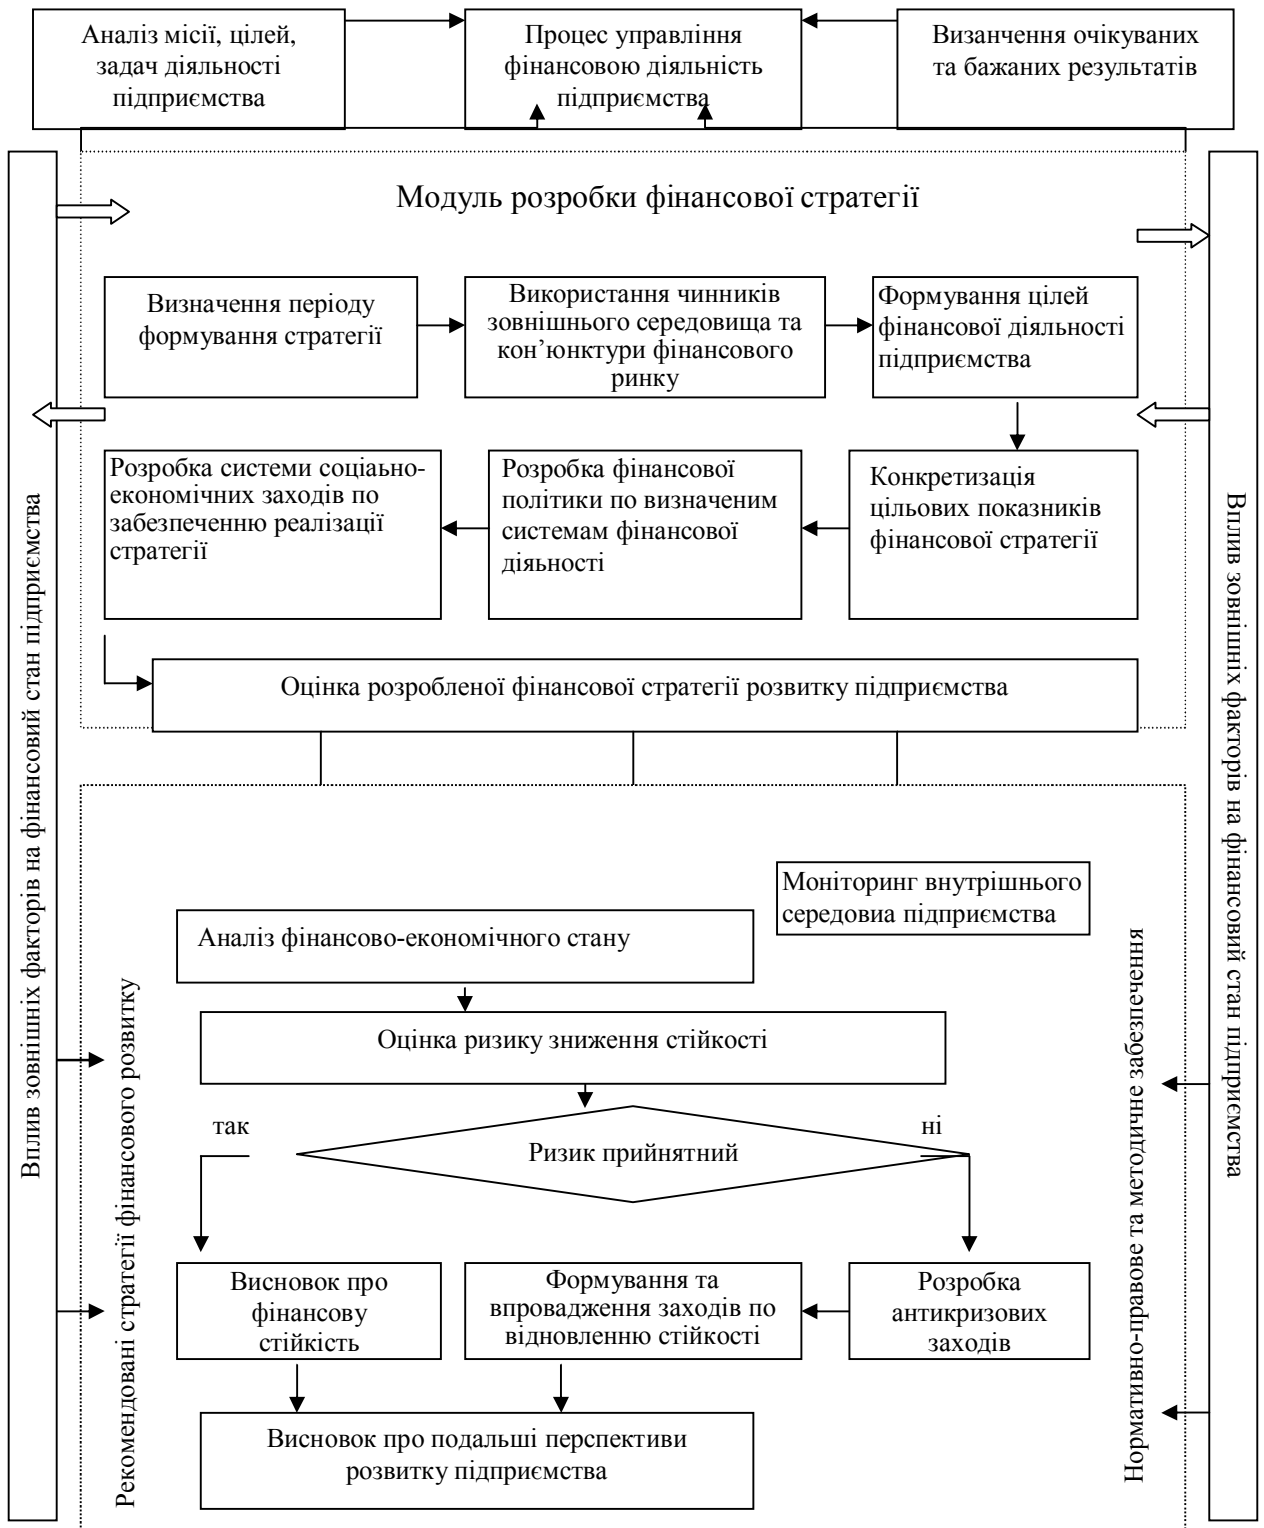 Аналіз місії, цілей,
задач діяльності
підприємства
Процес управління
фінансовою діяльність
підприємства
Визанчення очікуваних
та бажаних результатів
Модуль розробки фінансової стратегії
Визначення періоду
формування стратегії
Використання чинників
зовнішнього середовища та
кон’юнктури фінансового
ринку
Формування цілей
фінансової діяльності
підприємства
Розробка системи соціаьно-
економічних заходів по
забезпеченню реалізації
стратегії
Розробка фінансової
політики по визначеним
системам фінансової
діяьності
Конкретизація
цільових показників
фінансової стратегії
Оцінка розробленої фінансової стратегії розвитку підприємства
Вплив зовнішніх факторів на фінансовий стан підприємства
Вплив зовнішніх факторів на фінансовий стан підприємства
Моніторинг внутрішнього
середовиа підприємства
Аналіз фінансово-економічного стану
Оцінка ризику зниження стійкості
так
Ризик прийнятний
ні
Рекомендовані стратегії фінансового розвитку
Нормативно-правове та методичне забезпечення
Висновок про
фінансову
стійкість
Формування та
впровадження заходів по
відновленню стійкості
Розробка
антикризових
заходів
Висновок про подальші перспективи
розвитку підприємства